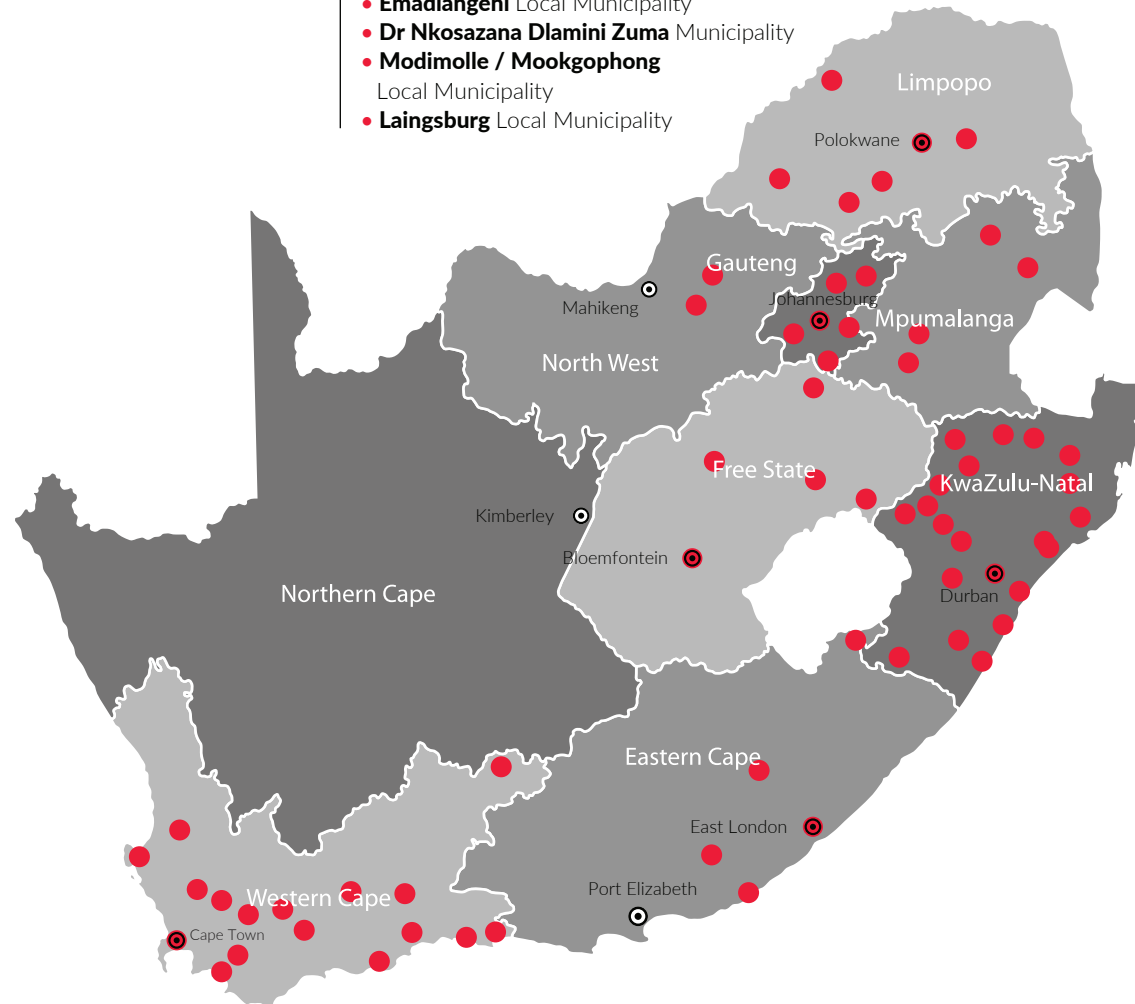 • Emadlangeni Local Municipality
• Dr Nkosazana Dlamini Zuma Municipality
• Modimolle / Mookgophong
Local Municipality
• Laingsburg Local Municipality
Limpopo
Polokwane
Gauteng
Mahikeng
Johannesburg
Mpumalanga
North West
Free State
KwaZulu-Natal
Kimberley
Bloemfontein
Northern Cape
Durban
Eastern Cape
East London
Port Elizabeth
Western Cape
Cape Town